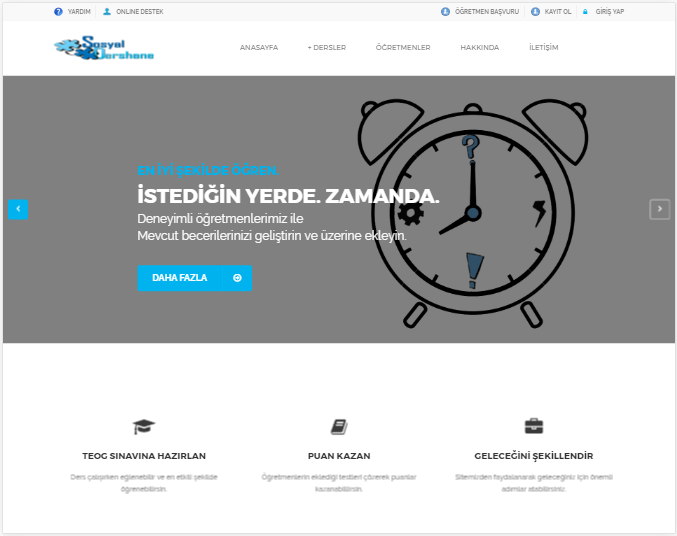 YARDIM
ONLINE DESTEK
ÖĞRETMEN BAŞVURU
KAYIT OL
GİRİŞ YAP
Sosyal
Dershane
ANASAYFA
+ DERSLER
ÖĞRETMENLER
HAKKINDA
İLETİŞİM
EN İYİ ŞEKİLDE ÖĞREN.
İSTEDİĞİN YERDE. ZAMANDA.
Deneyimli öğretmenlerimiz ile
Mevcut becerilerinizi geliştirin ve üzerine ekleyin.
DAHA FAZLA
TEOG SINAVINA HAZIRLAN
PUAN KAZAN
GELECEĞİNİ ŞEKİLLENDİR
Ders çalışırken eğlenebilir ve en etkili şekilde
öğrenebilirsin.
Öğretmenlerin eklediği testleri çözerek puanlar
kazanabilirsin.
Sitemizden faydalanarak geleceğiniz için önemli
adımlar atabilirsiniz.